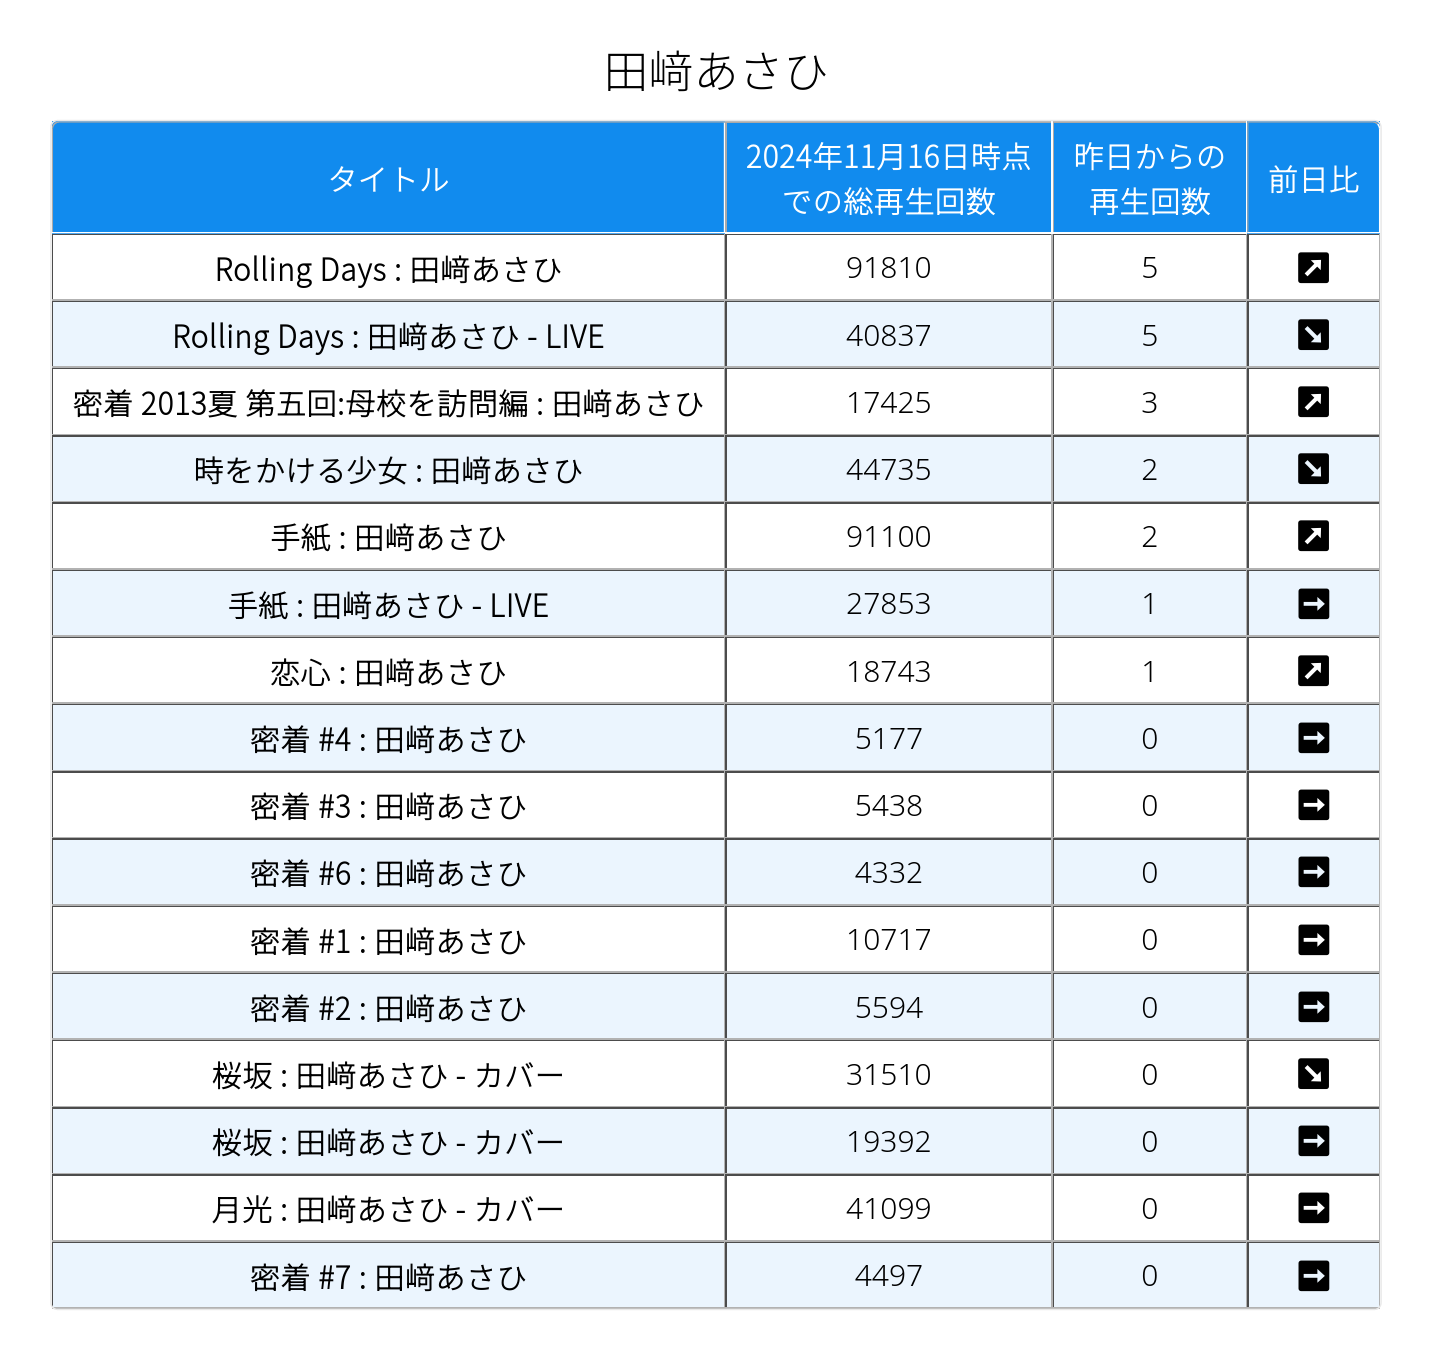 田﨑あさひ
タイトル
2024年11月16日時点
での総再生回数
昨日からの
再生回数
前日比
Rolling Days : 田﨑あさひ 91810 5 ↗
Rolling Days : 田﨑あさひ - LIVE 40837 5 ↘
密着 2013夏 第五回:母校を訪問編 : 田﨑あさひ 17425 3 ↗
時をかける少女 : 田﨑あさひ 44735 2 ↘
手紙 : 田﨑あさひ 91100 2 ↗
手紙 : 田﨑あさひ - LIVE 27853 1 →
恋心 : 田﨑あさひ 18743 1 ↗
密着 #4 : 田﨑あさひ 5177 0 →
密着 #3 : 田﨑あさひ 5438 0 →
密着 #6 : 田﨑あさひ 4332 0 →
密着 #1 : 田﨑あさひ 10717 0 →
密着 #2 : 田﨑あさひ 5594 0 →
桜坂 : 田﨑あさひ - カバー 31510 0 ↘
桜坂 : 田﨑あさひ - カバー 19392 0 →
月光 : 田﨑あさひ - カバー 41099 0 →
密着 #7 : 田﨑あさひ 4497 0 →